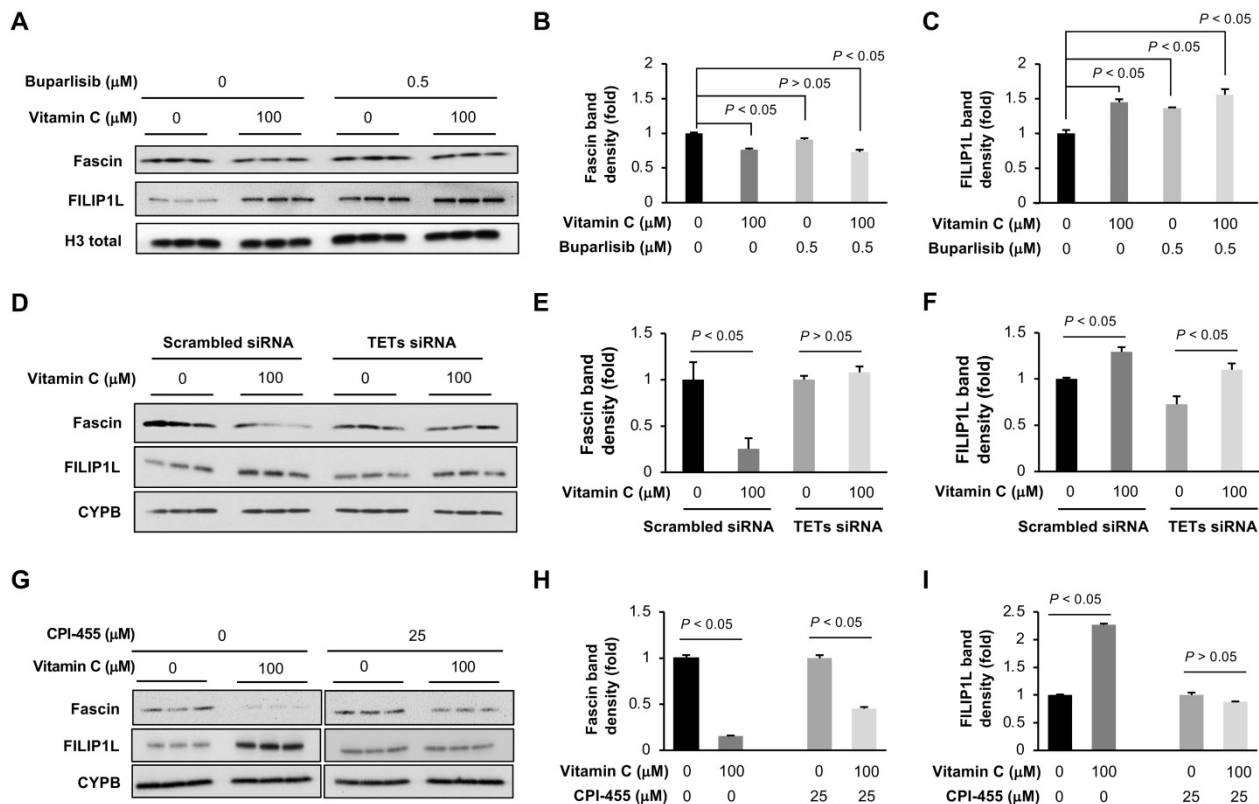 A
Buparlisib (µM) 0 0.5
Vitamin C (µM) 0 100 0 100
Fascin
FILIP1L
H3 total
B
P < 0.05
P > 0.05
P < 0.05
Fascin band density (fold)
2
1.5
1
0.5
0
Vitamin C (µM) 0 100 0 100
Buparlisib (µM) 0 0 0.5 0.5
C
P < 0.05
P < 0.05
P < 0.05
FILIP1L band density (fold)
2
1.5
1
0.5
0
Vitamin C (µM) 0 100 0 100
Buparlisib (µM) 0 0 0.5 0.5
D
Scrambled siRNA TETs siRNA
Vitamin C (µM) 0 100 0 100
Fascin
FILIP1L
CYPB
E
P < 0.05 P > 0.05
Fascin band density (fold)
1.5
1
0.5
0
Vitamin C (µM) 0 100 0 100
Scrambled siRNA TETs siRNA
F
P < 0.05 P < 0.05
FILIP1L band density (fold)
1.5
1
0.5
0
Vitamin C (µM) 0 100 0 100
Scrambled siRNA TETs siRNA
G
CPI-455 (µM) 0 25
Vitamin C (µM) 0 100 0 100
Fascin
FILIP1L
CYPB
H
P < 0.05 P < 0.05
Fascin band density (fold)
1.5
1
0.5
0
Vitamin C (µM) 0 100 0 100
CPI-455 (µM) 0 0 25 25
I
P < 0.05
P > 0.05
FILIP1L band density (fold)
2.5
2
1.5
1
0.5
0
Vitamin C (µM) 0 100 0 100
CPI-455 (µM) 0 0 25 25